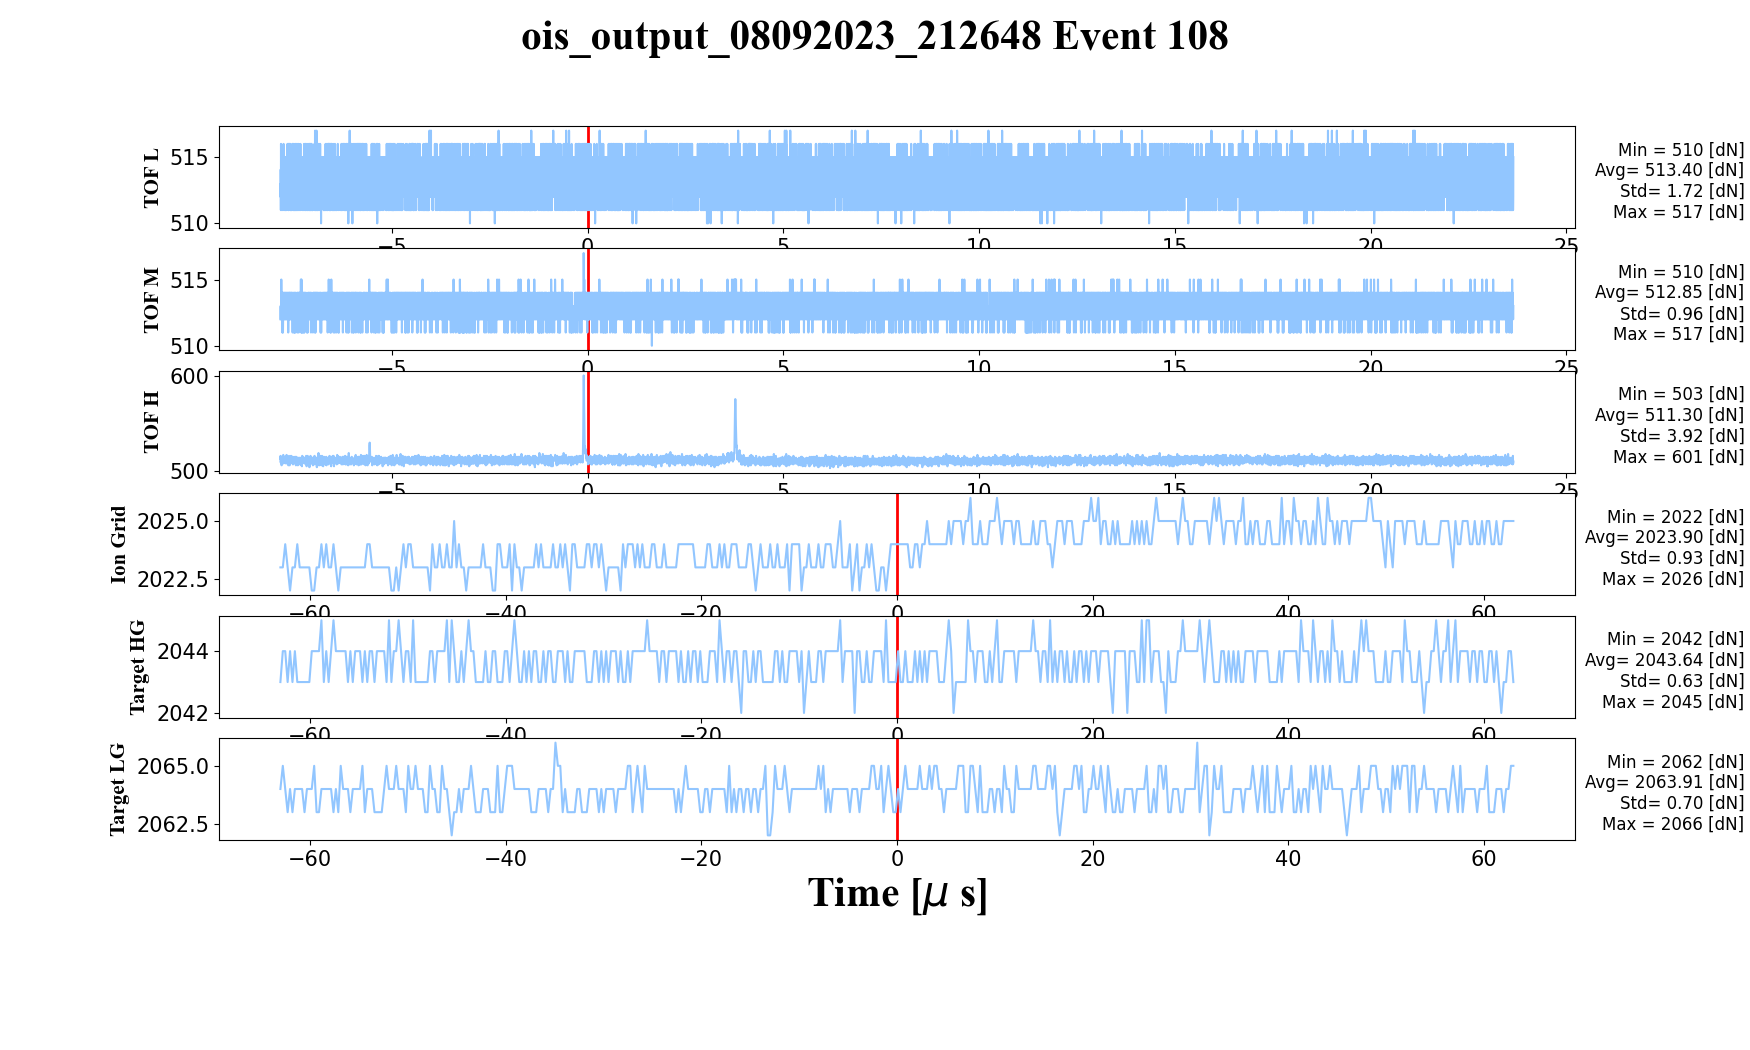 ois_output_08092023_212648 Event 108
TOF L
515
510
−5 0 5 10 15 20 25
Min = 510 [dN]
Avg= 513.40 [dN]
Std= 1.72 [dN]
Max = 517 [dN]
TOF M
515
510
−5 0 5 10 15 20 25
Min = 510 [dN]
Avg= 512.85 [dN]
Std= 0.96 [dN]
Max = 517 [dN]
TOF H
600
500
−5 0 5 10 15 20 25
Min = 503 [dN]
Avg= 511.30 [dN]
Std= 3.92 [dN]
Max = 601 [dN]
Ion Grid
2025.0
2022.5
−60 −40 −20 0 20 40 60
Min = 2022 [dN]
Avg= 2023.90 [dN]
Std= 0.93 [dN]
Max = 2026 [dN]
Target HG
2044
2042
−60 −40 −20 0 20 40 60
Min = 2042 [dN]
Avg= 2043.64 [dN]
Std= 0.63 [dN]
Max = 2045 [dN]
Target LG
2065.0
2062.5
−60 −40 −20 0 20 40 60
Min = 2062 [dN]
Avg= 2063.91 [dN]
Std= 0.70 [dN]
Max = 2066 [dN]
Time [μ s]